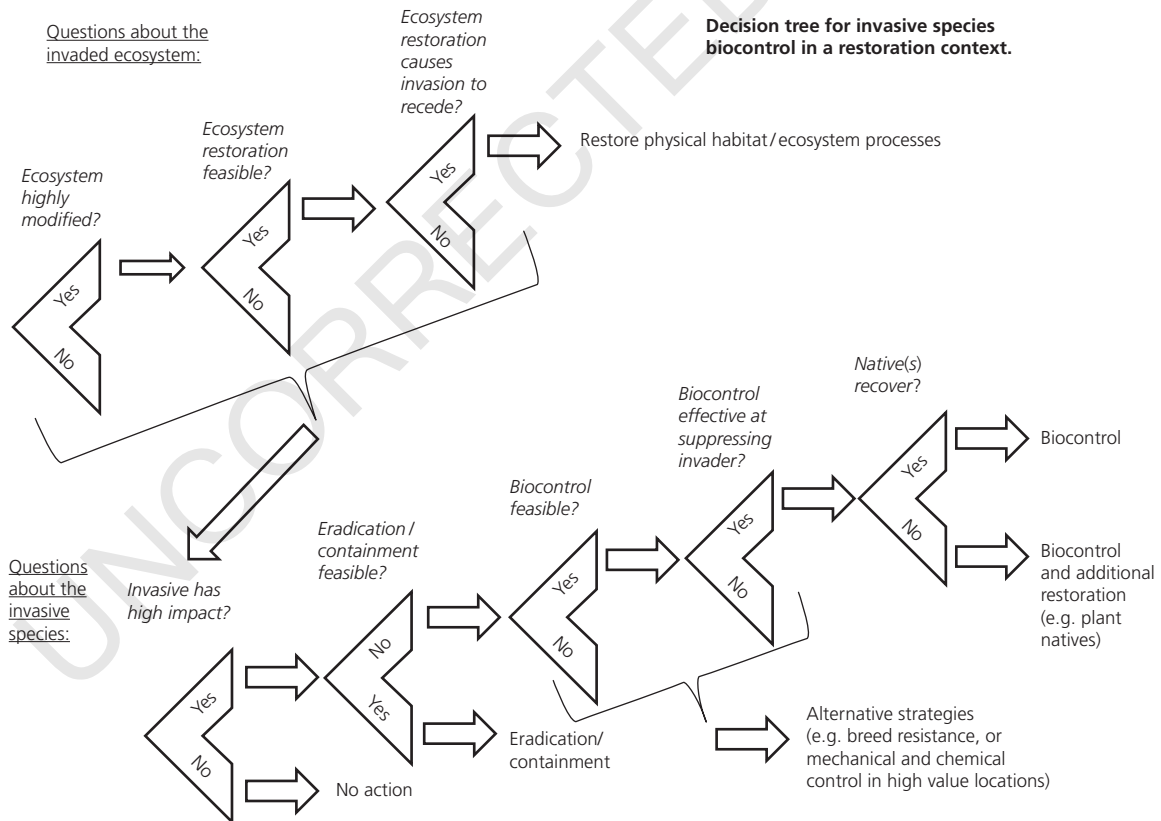 Decision tree for invasive species
biocontrol in a restoration context.
Questions about the
invaded ecosystem:
Ecosystem
highly
modified?
Yes
No
Ecosystem
restoration
feasible?
Yes
No
Ecosystem
restoration
causes
invasion to
recede?
Yes
No
Restore physical habitat/ecosystem processes
Questions
about the
invasive
species:
Invasive has
high impact?
Yes
No
No action
Eradication/
containment
feasible?
No
Yes
Eradication/
containment
Biocontrol
feasible?
Yes
No
Biocontrol
effective at
suppressing
invader?
Yes
No
Alternative strategies
(e.g. breed resistance, or
mechanical and chemical
control in high value locations)
Native(s)
recover?
Yes
No
Biocontrol
Biocontrol
and additional
restoration
(e.g. plant
natives)
UNCORRECTE